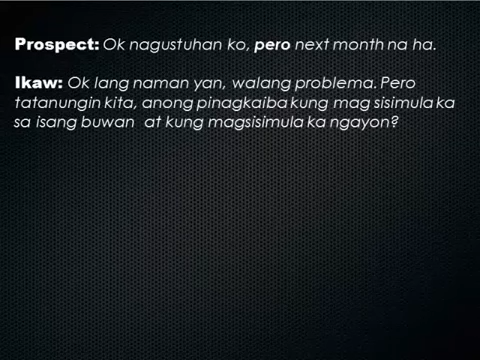 Prospect: Ok nagustuhan ko, pero next month na ha.
Ikaw: Ok lang naman yan, walang problema. Pero
tatanungin kita, anong pinagkaiba kung mag sisimula ka
sa isang buwan at kung magsisimula ka ngayon?